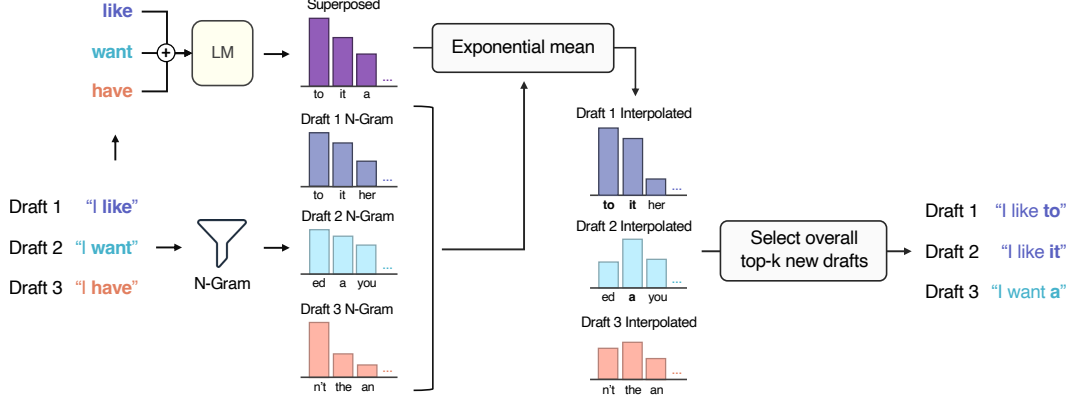 like
want
have
+
LM
Superposed
...
to it a
Exponential mean
Draft 1 N-Gram
...
to it her
Draft 2 N-Gram
...
ed a you
Draft 3 N-Gram
...
n't the an
Draft 1 "I like"
Draft 2 "I want"
Draft 3 "I have"
N-Gram
Draft 1 Interpolated
...
to it her
Draft 2 Interpolated
...
ed a you
Draft 3 Interpolated
...
n't the an
Select overall
top-k new drafts
Draft 1 "I like to"
Draft 2 "I like it"
Draft 3 "I want a"